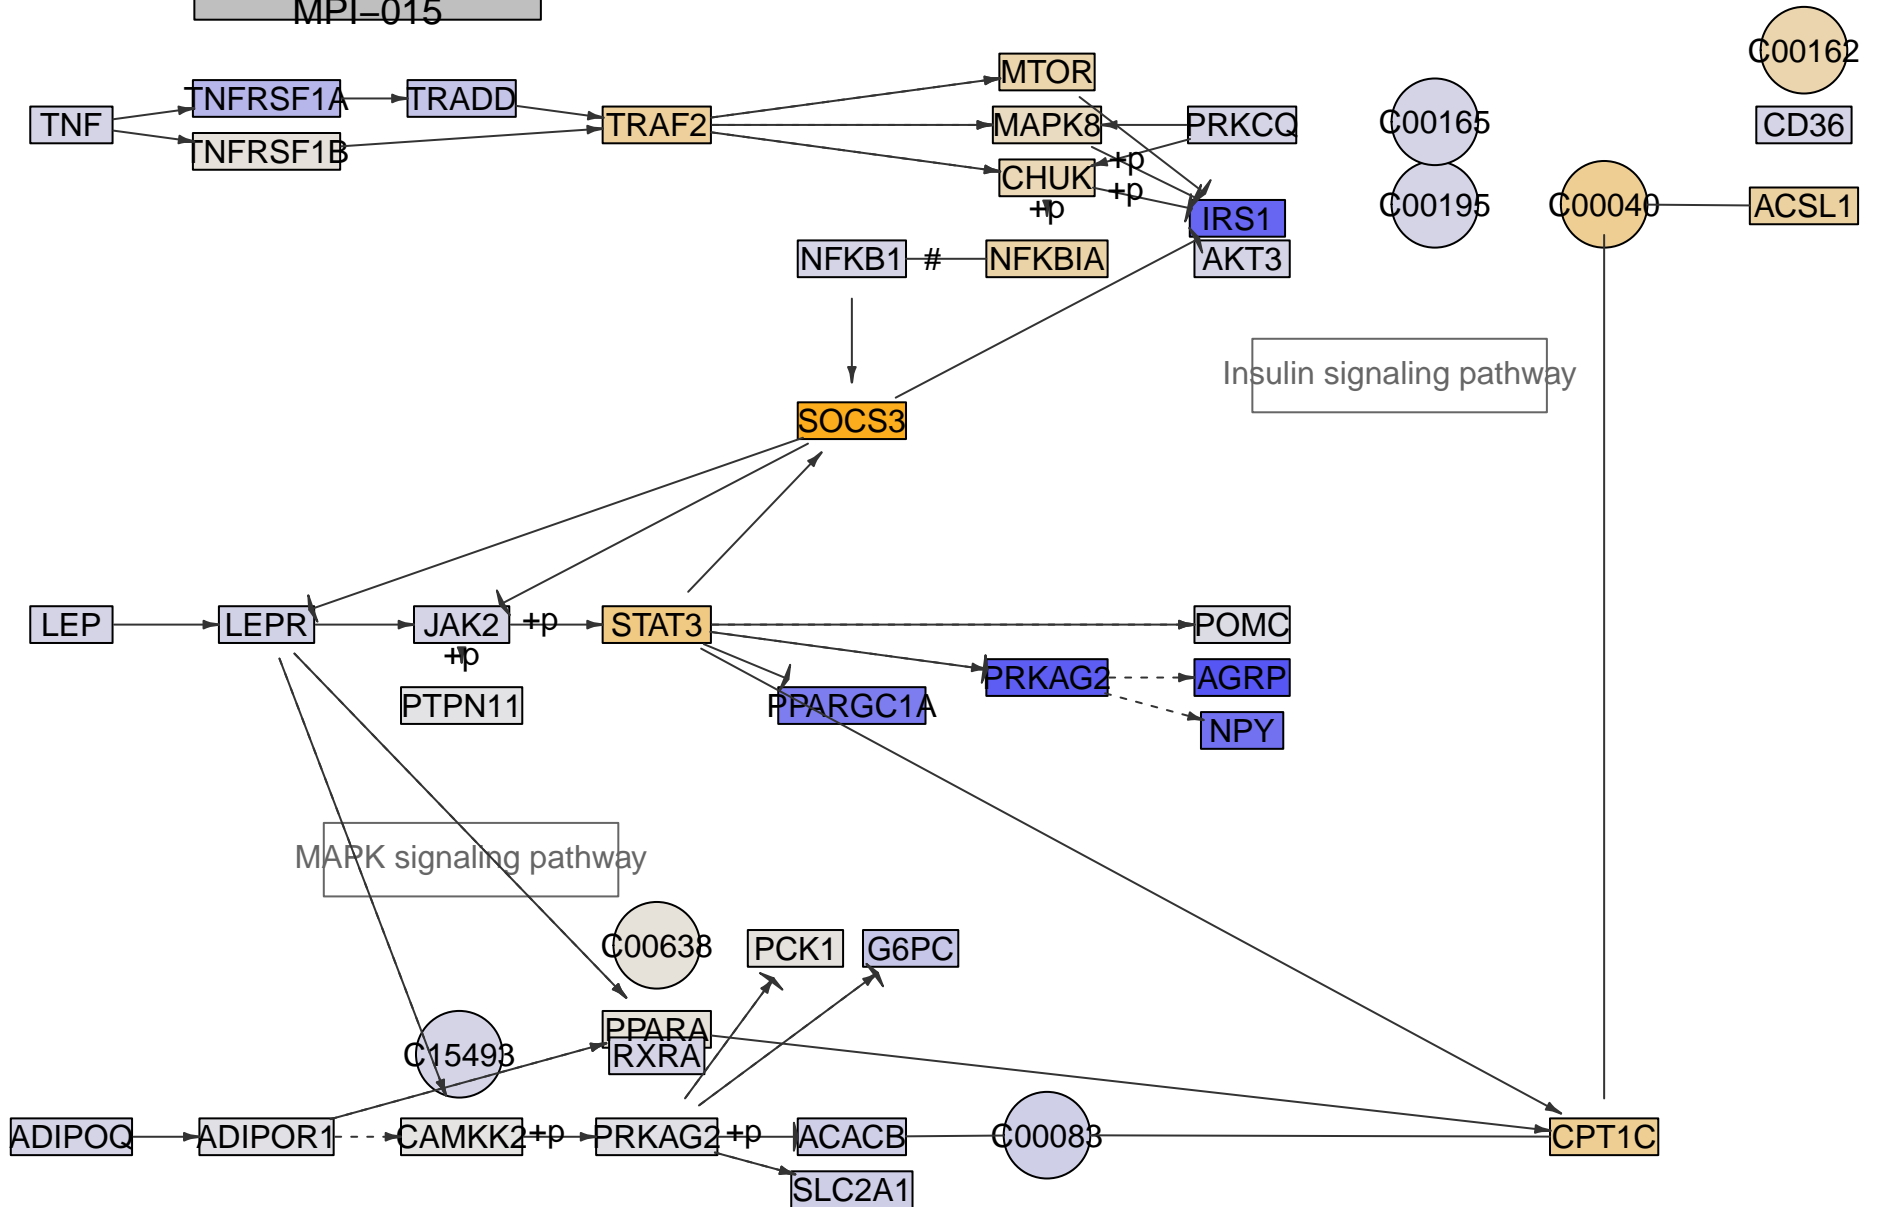 MPI–015
C00162
MTOR
TNFRSF1A
TRADD
TNF
TRAF2
MAPK8
PRKCQ
C00165
CD36
TNFRSF1B
+p
CHUK
+p
+p
IRS1
C00195
C00040
ACSL1
NFKB1
#
NFKBIA
AKT3
Insulin signaling pathway
SOCS3
LEP
LEPR
JAK2
+p
STAT3
POMC
+p
PRKAG2
AGRP
PTPN11
PPARGC1A
NPY
MAPK signaling pathway
C00638
PCK1
G6PC
PPARA
C15493
RXRA
ADIPOQ
ADIPOR1
CAMKK2
+p
PRKAG2
+p
ACACB
C00083
CPT1C
SLC2A1